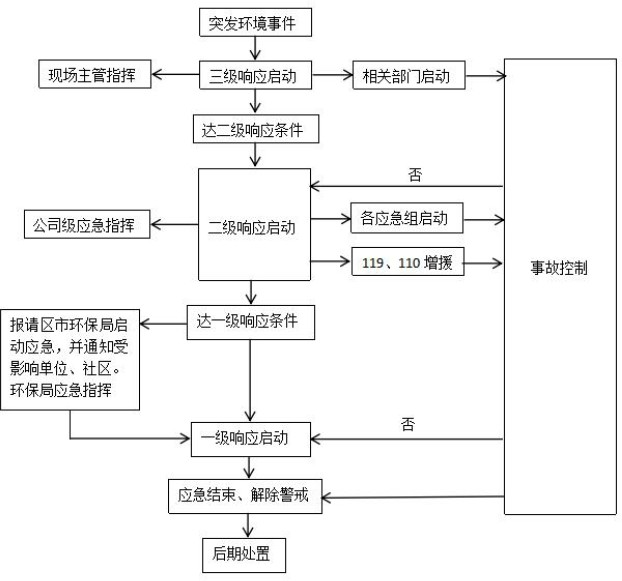 突发环境事件
现场主管指挥
三级响应启动
相关部门启动
达二级响应条件
否
公司级应急指挥
二级响应启动
各应急组启动
119、110 增援
事故控制
报请区市环保局启
动应急，并通知受
影响单位、社区。
环保局应急指挥
达一级响应条件
否
一级响应启动
应急结束、解除警戒
后期处置